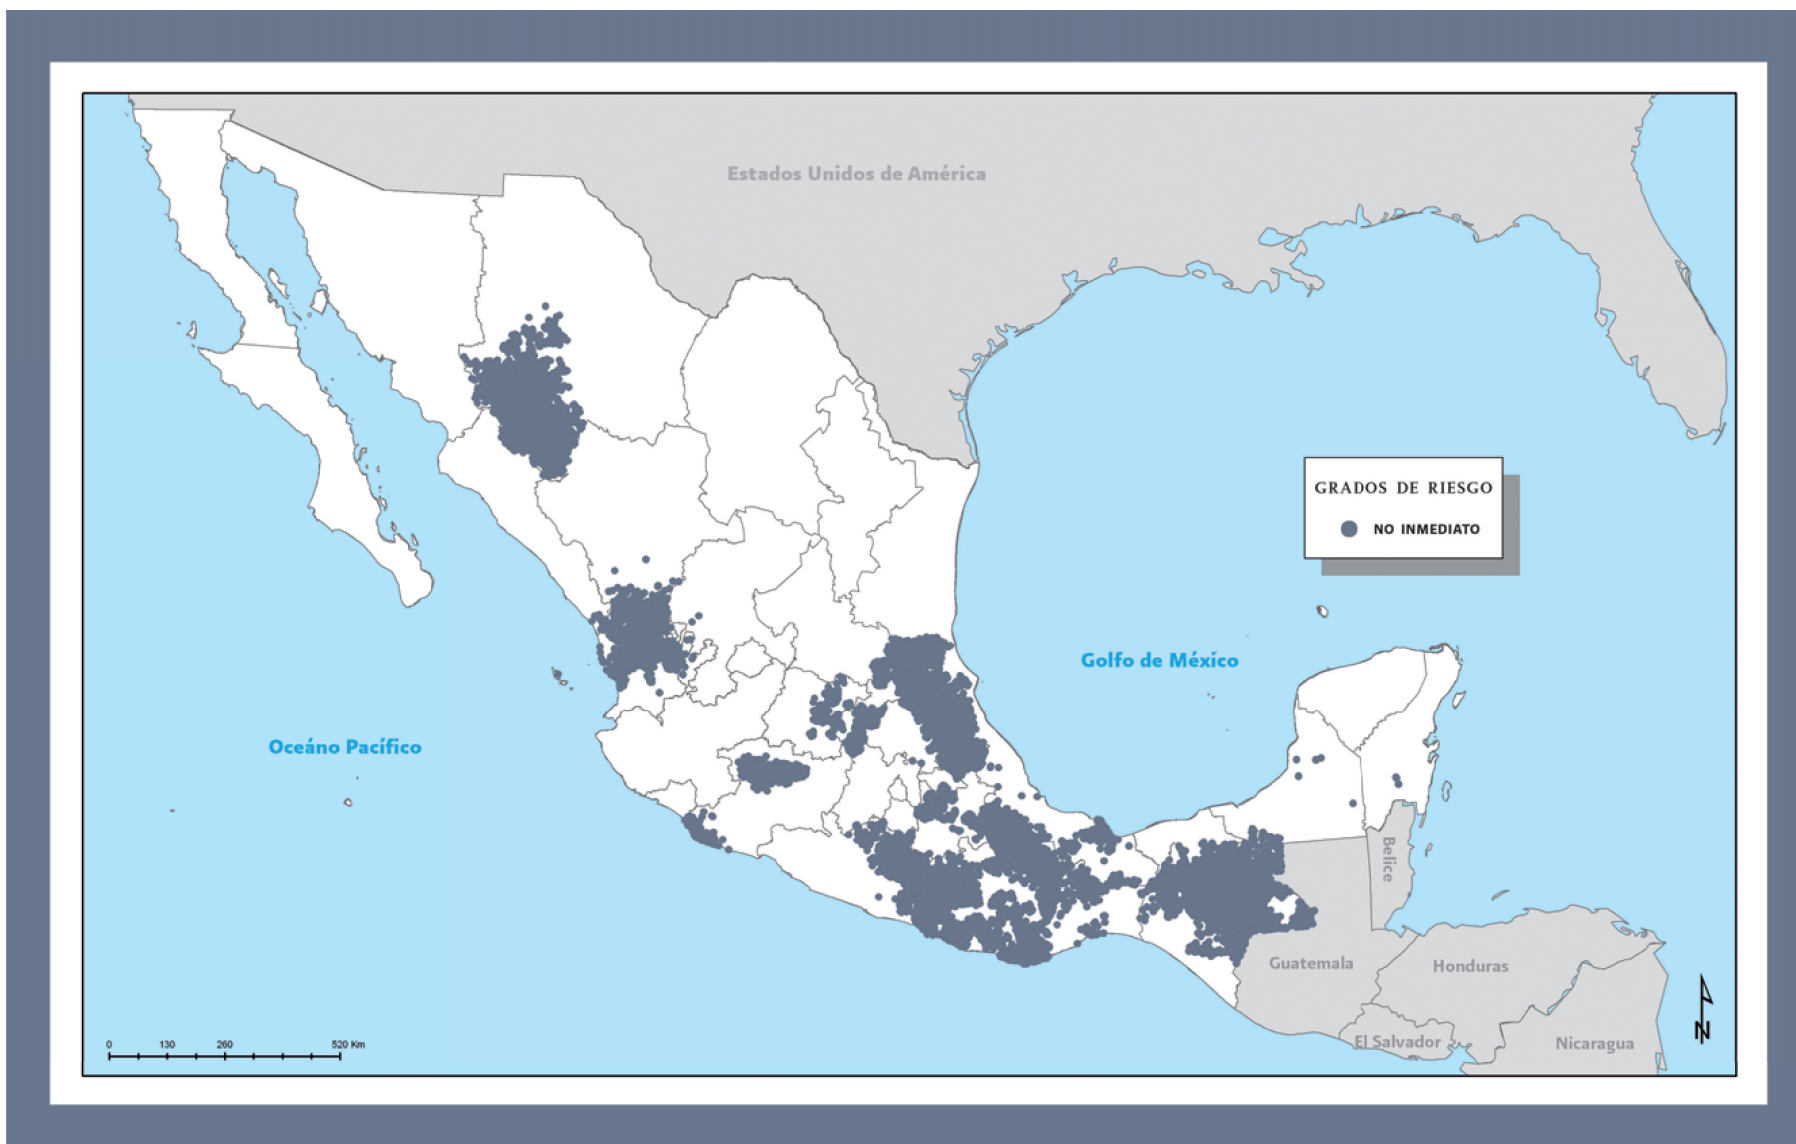 Estados Unidos de América
GRADOS DE RIESGO
NO INMEDIATO
Golfo de México
Oceáno Pacífico
Belice
Guatemala
Honduras
El Salvador
Nicaragua
0 130 260 520 Km
N